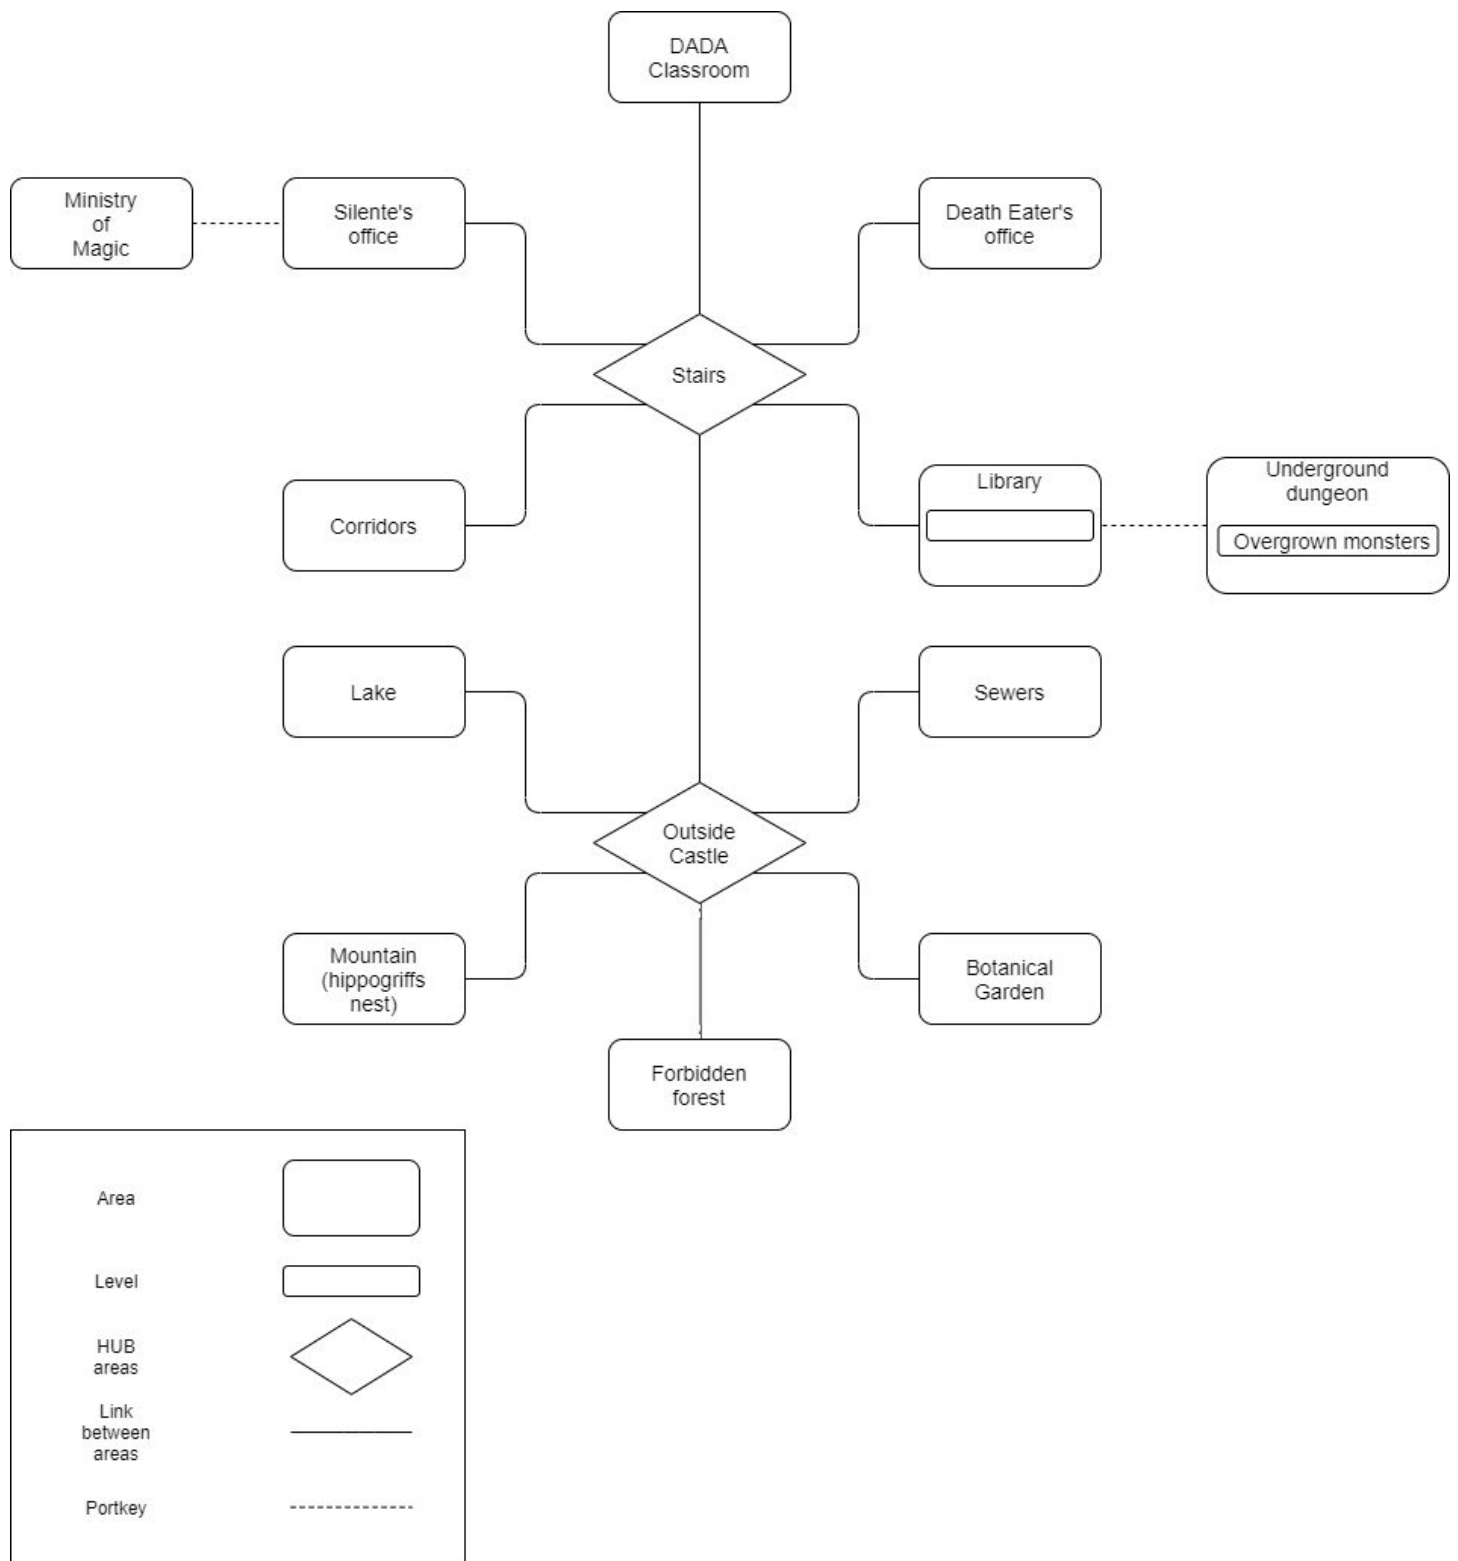 DADA
Classroom
Ministry
of
Magic
Silente's
office
Death Eater's
office
Stairs
Corridors
Library
Underground
dungeon
Overgrown monsters
Lake
Sewers
Outside
Castle
Mountain
(hippogriffs
nest)
Botanical
Garden
Forbidden
forest
Area
Level
HUB
areas
Link
between
areas
Portkey